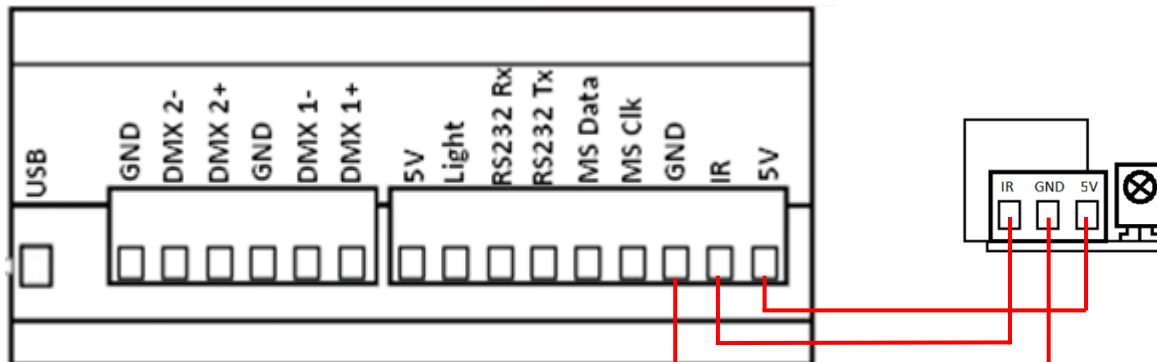 USB
GND
DMX 2-
DMX 2+
GND
DMX 1-
DMX 1+
5V
Light
RS232 Rx
RS232 Tx
MS Data
MS Clk
GND
IR
5V
IR GND 5V